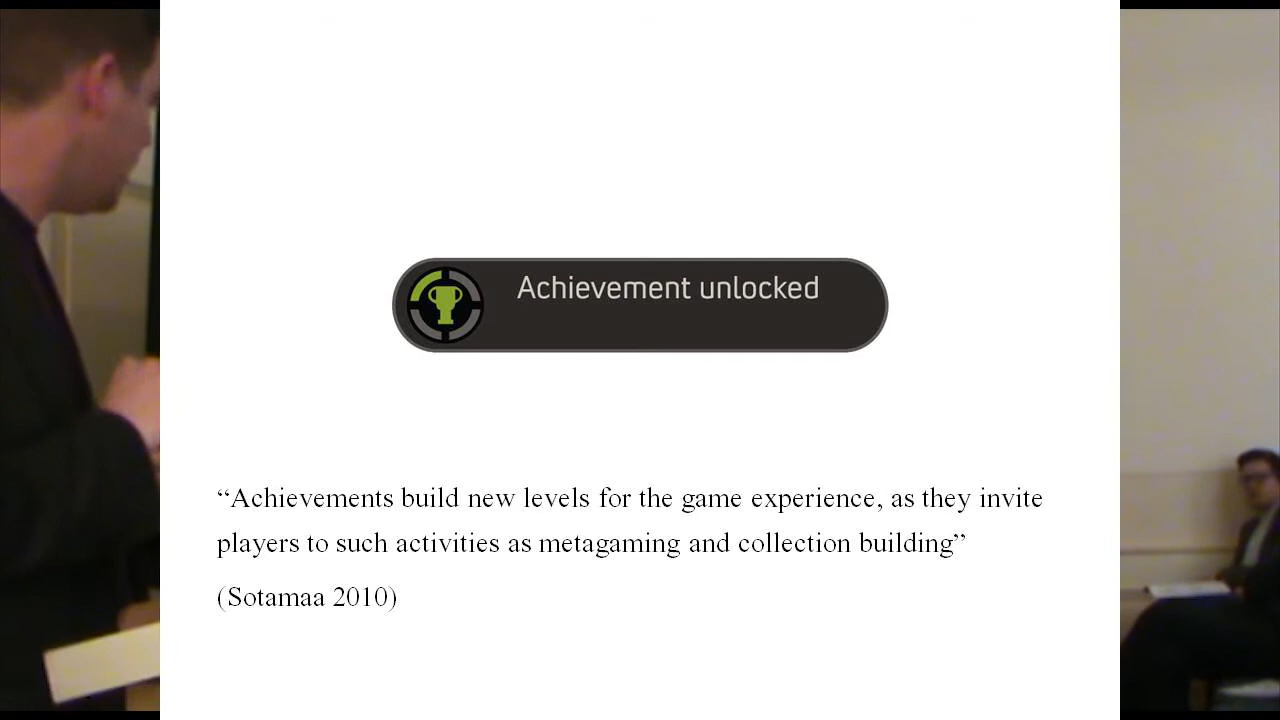 Achievement unlocked
“Achievements build new levels for the game experience, as they invite
players to such activities as metagaming and collection building”
(Sotamaa 2010)